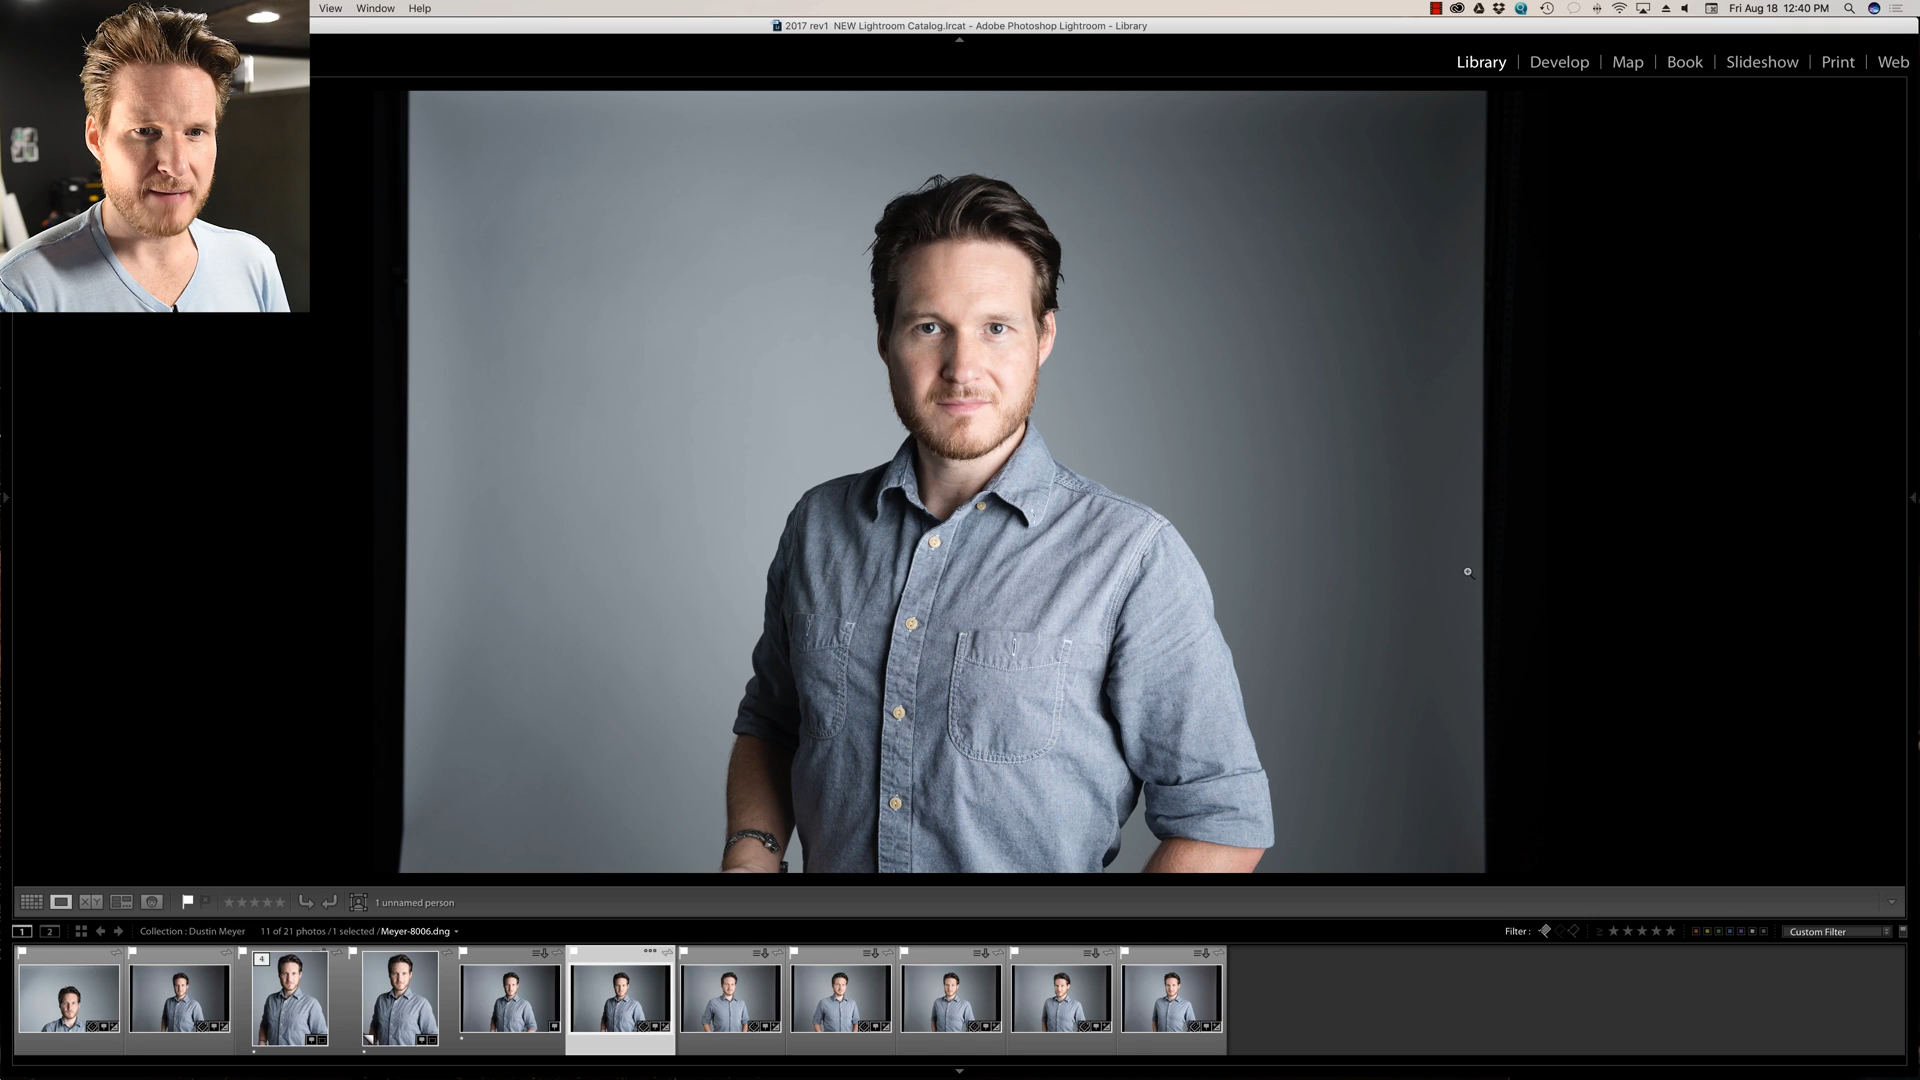 View Window Help
Fri Aug 18 12:40 PM
2017 rev1 NEW Lightroom Catalog.lrcat - Adobe Photoshop Lightroom - Library
Library | Develop | Map | Book | Slideshow | Print | Web
X Y
1 unnamed person
1 2 Collection : Dustin Meyer 11 of 21 photos / 1 selected / Meyer-8006.dng
Filter : Custom Filter
4